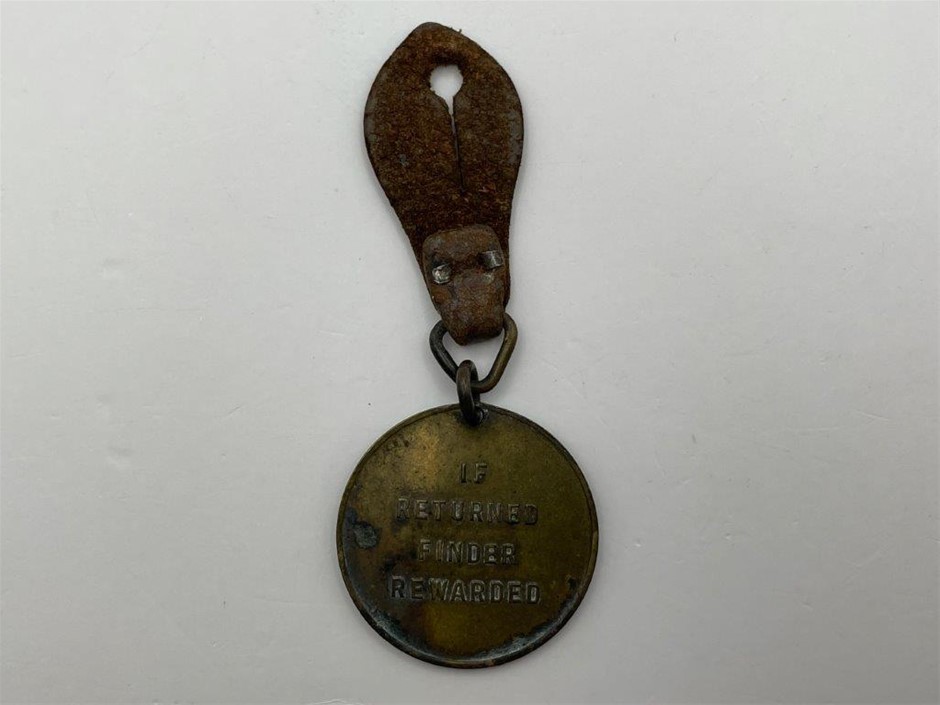 IF
RETURNED
FINDER
REWARDED